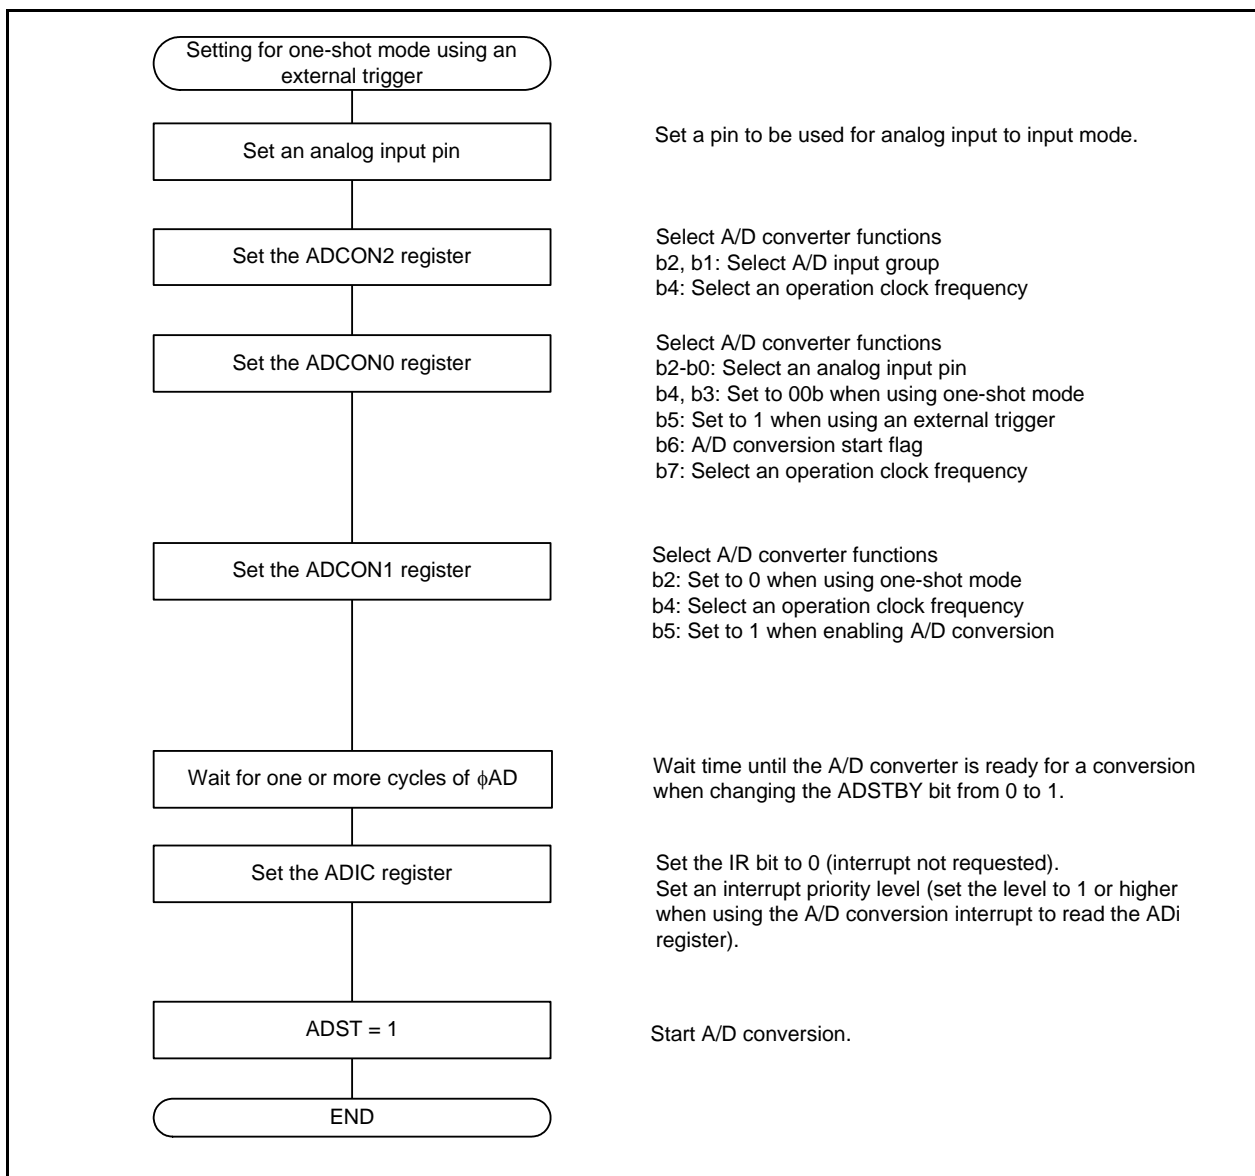 Setting for one-shot mode using an
external trigger
Set an analog input pin
Set a pin to be used for analog input to input mode.
Set the ADCON2 register
Select A/D converter functions
b2, b1: Select A/D input group
b4: Select an operation clock frequency
Set the ADCON0 register
Select A/D converter functions
b2-b0: Select an analog input pin
b4, b3: Set to 00b when using one-shot mode
b5: Set to 1 when using an external trigger
b6: A/D conversion start flag
b7: Select an operation clock frequency
Set the ADCON1 register
Select A/D converter functions
b2: Set to 0 when using one-shot mode
b4: Select an operation clock frequency
b5: Set to 1 when enabling A/D conversion
Wait for one or more cycles of ϕAD
Wait time until the A/D converter is ready for a conversion
when changing the ADSTBY bit from 0 to 1.
Set the ADIC register
Set the IR bit to 0 (interrupt not requested).
Set an interrupt priority level (set the level to 1 or higher
when using the A/D conversion interrupt to read the ADi
register).
ADST = 1
Start A/D conversion.
END